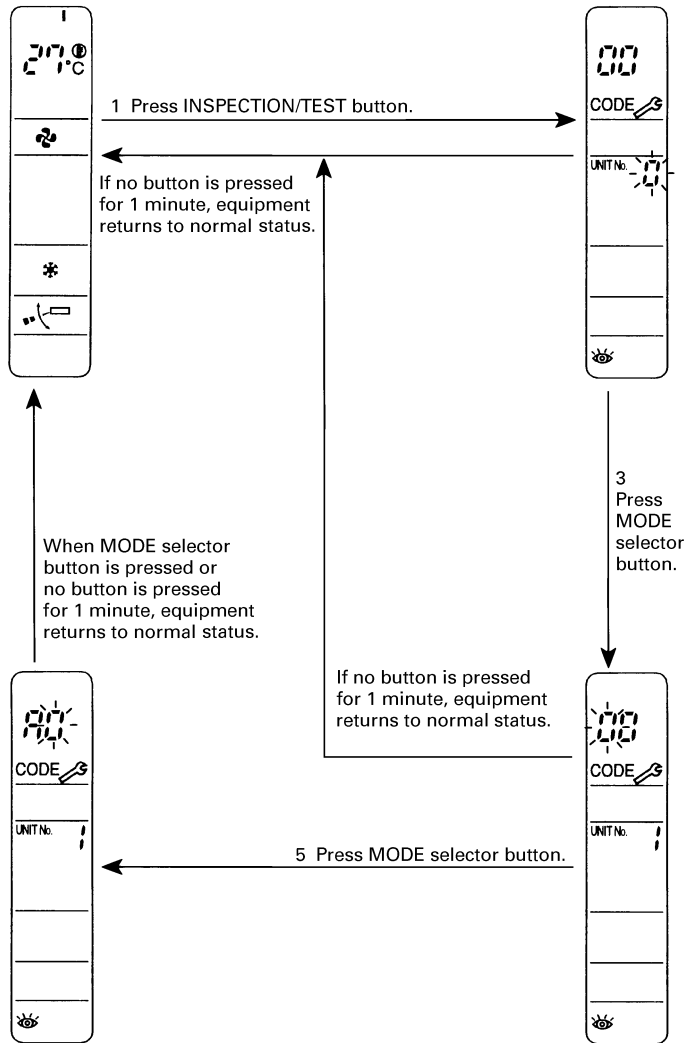 27°C
1 Press INSPECTION/TEST button.
00
CODE
UNIT No. 0
If no button is pressed
for 1 minute, equipment
returns to normal status.
3
Press
MODE
selector
button.
When MODE selector
button is pressed or
no button is pressed
for 1 minute, equipment
returns to normal status.
If no button is pressed
for 1 minute, equipment
returns to normal status.
A0
CODE
UNIT No. 1
00
CODE
UNIT No. 1
5 Press MODE selector button.